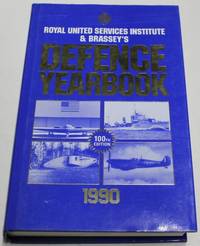 ROYAL UNITED SERVICES INSTITUTE
& BRASSEY'S
DEFENCE
YEARBOOK
100TH
EDITION
1990